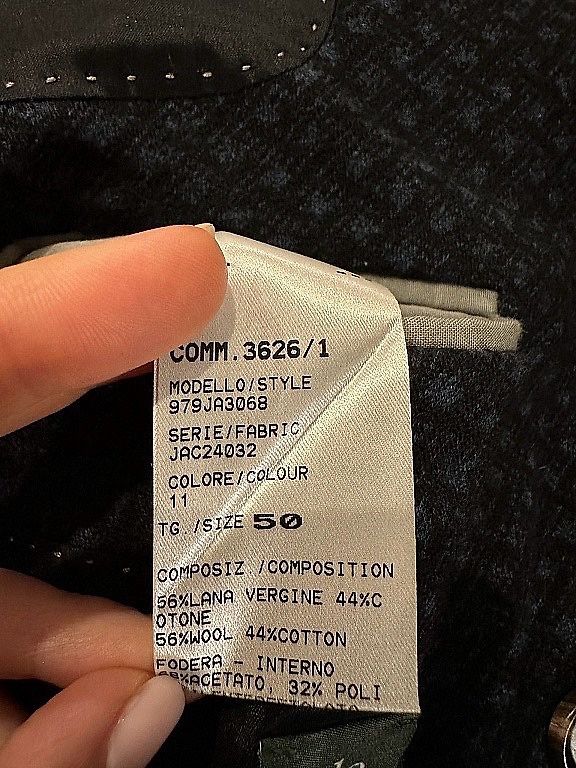 COMM.3626/1
MODELLO/STYLE
979JA3068
SERIE/FABRIC
JAC24032
COLORE/COLOUR
11
TG./SIZE 50
COMPOSIZ /COMPOSITION
56%LANA VERGINE 44%C
OTONE
56%WOOL 44%COTTON
FODERA - INTERNO
ACETATO, 32% POLI